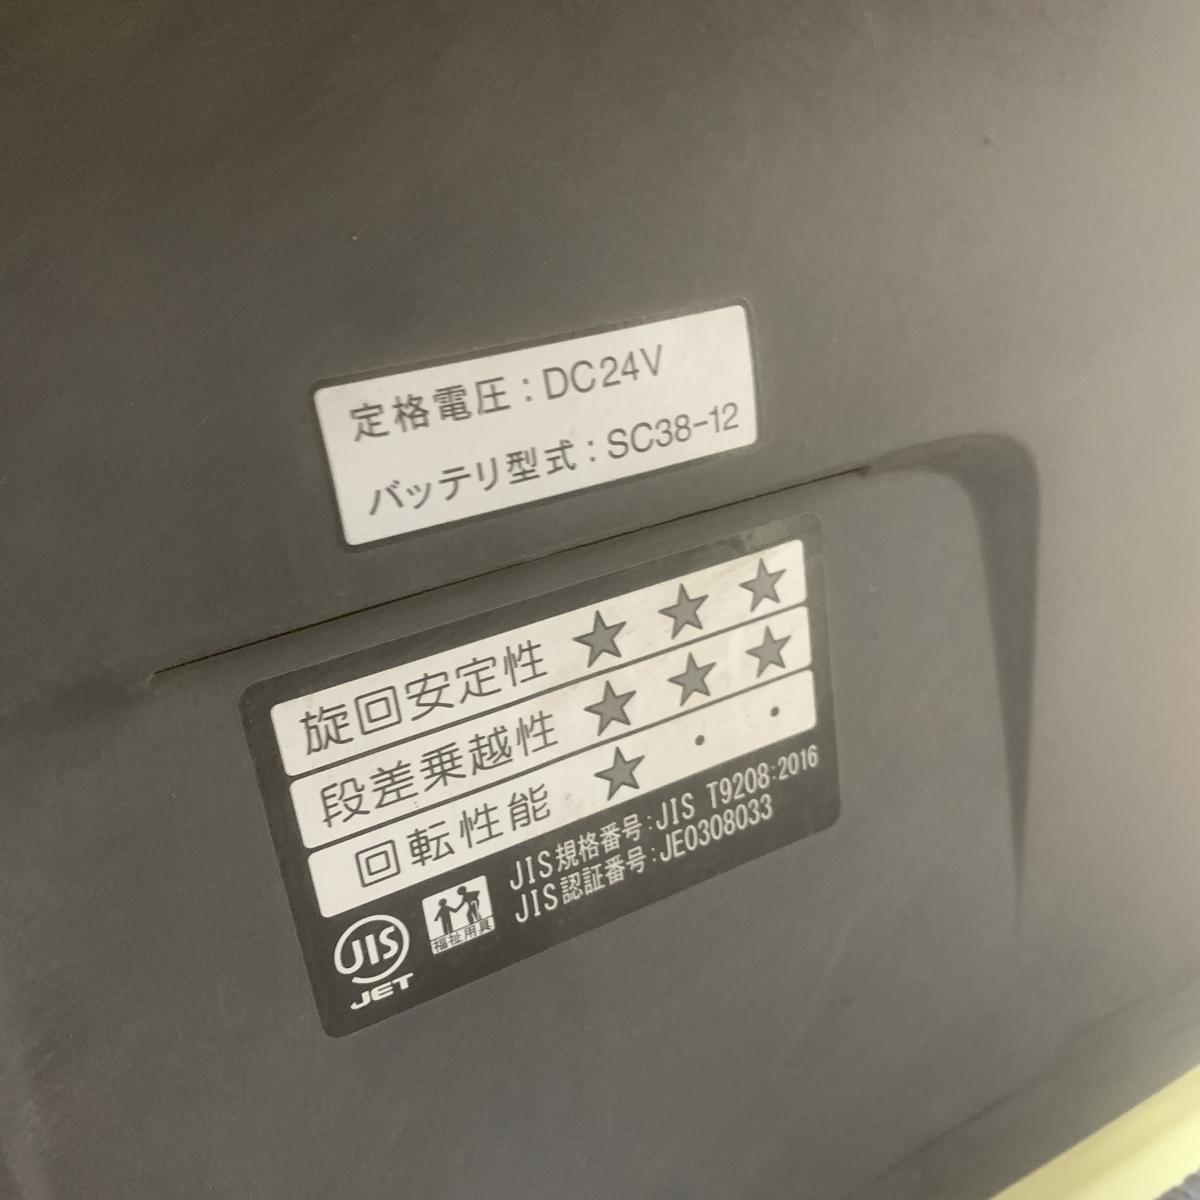 定格電圧：DC24V
バッテリ型式：SC38-12
旋回安定性 ★ ★ ★
段差乗越性 ★ ★ ★
回転性能 ★ ・ ・
JIS規格番号:JIS T9208:2016
JIS認証番号:JE0308033
JIS
JET
福祉用具